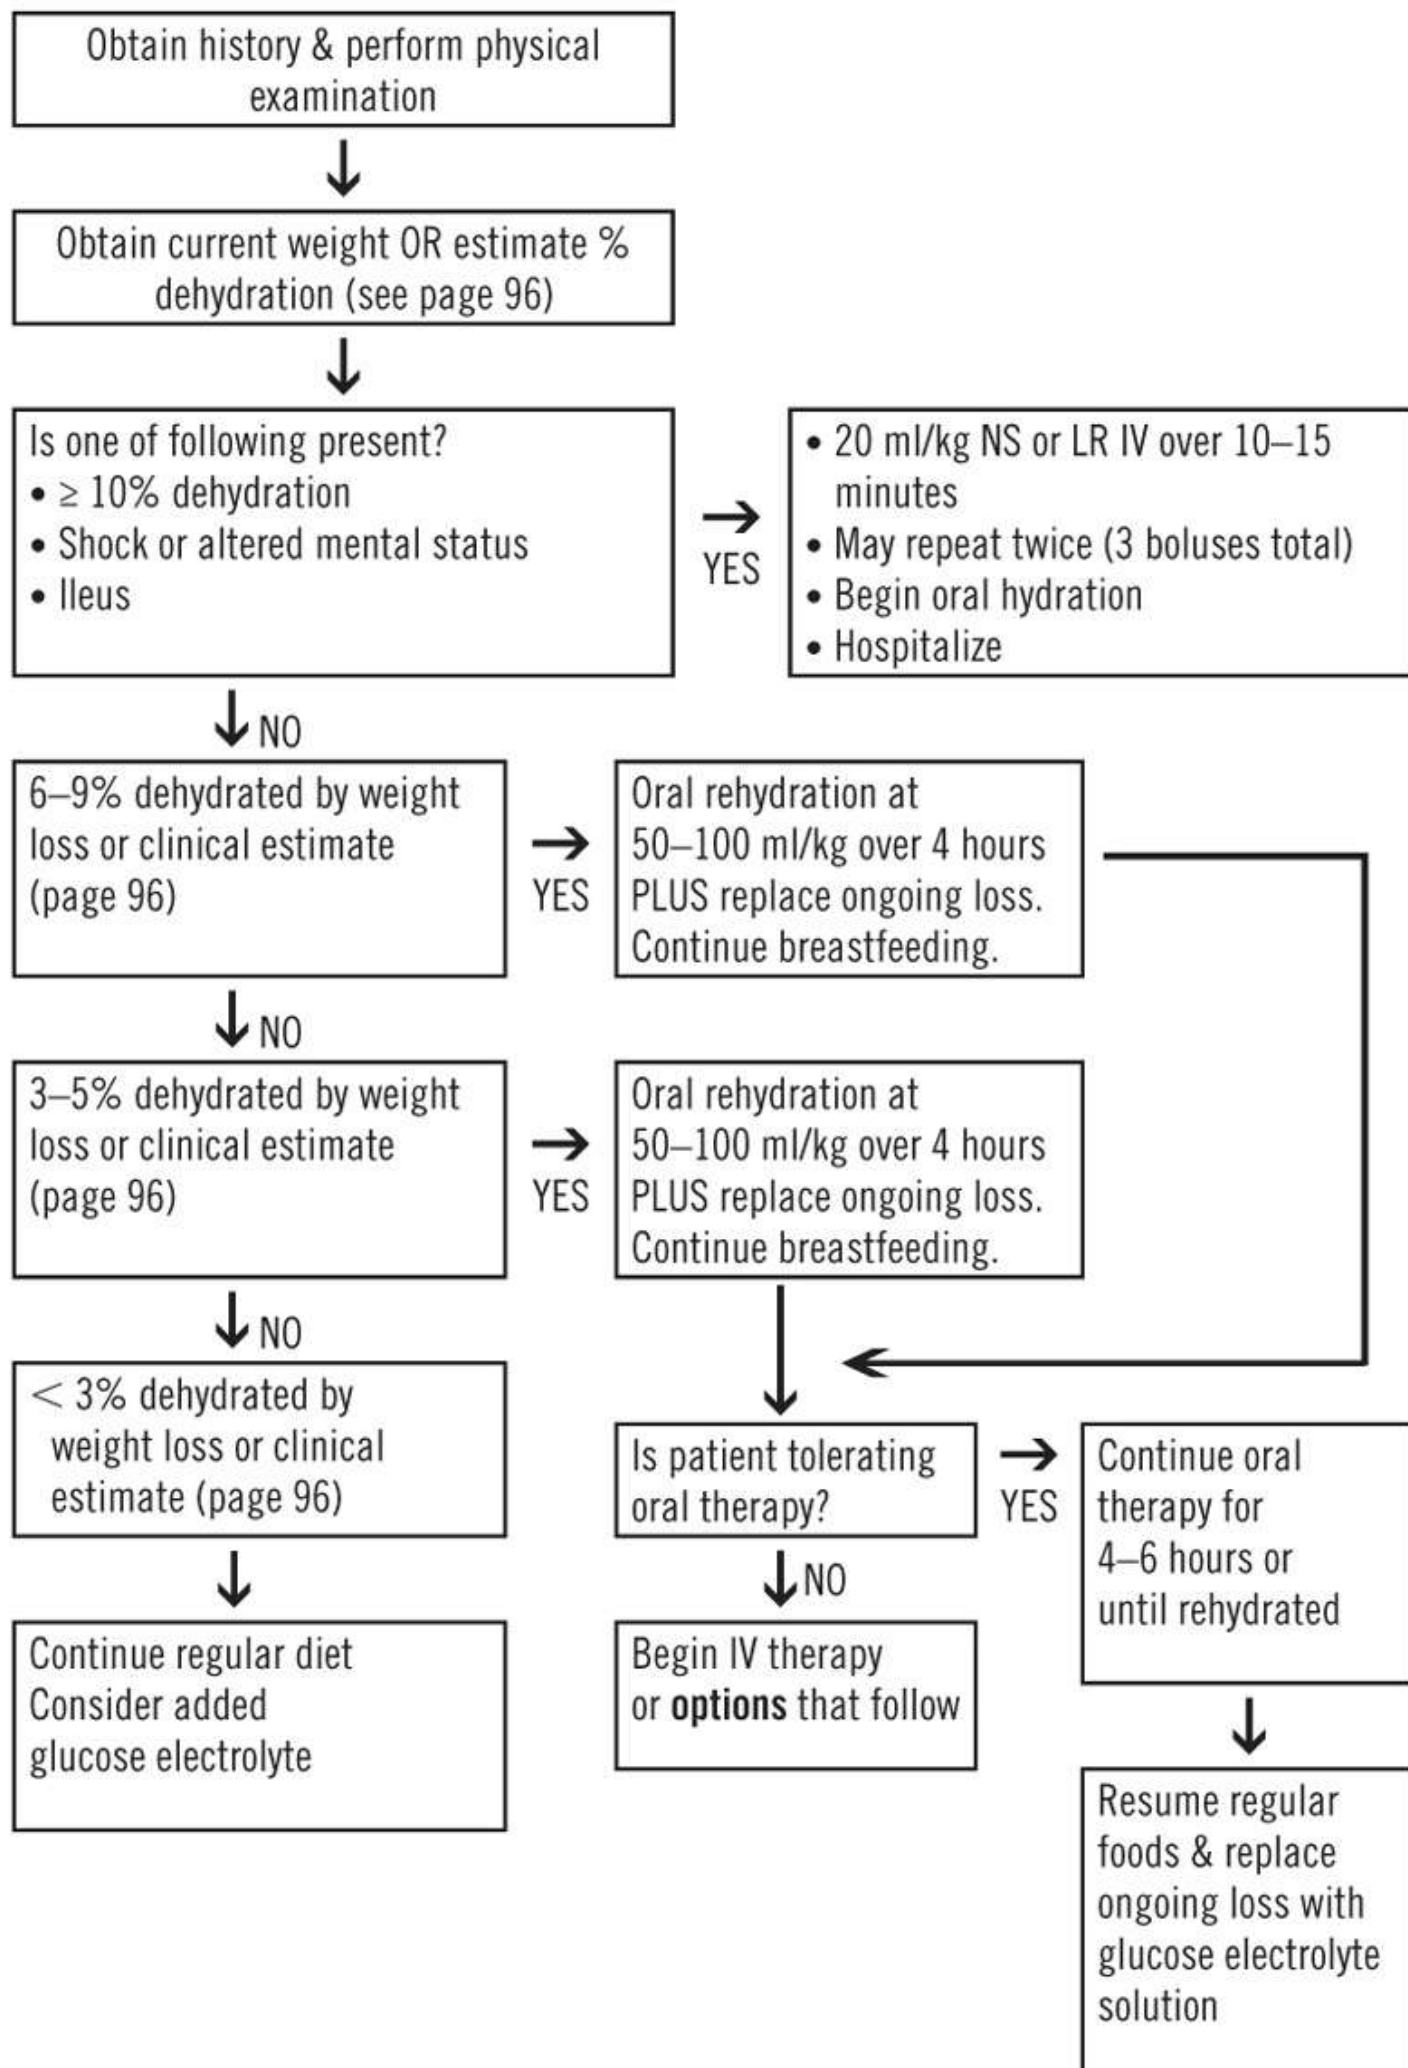 Obtain history & perform physical
examination
Obtain current weight OR estimate %
dehydration (see page 96)
Is one of following present?
• ≥ 10% dehydration
• Shock or altered mental status
• Ileus
YES
• 20 ml/kg NS or LR IV over 10–15
minutes
• May repeat twice (3 boluses total)
• Begin oral hydration
• Hospitalize
NO
6–9% dehydrated by weight
loss or clinical estimate
(page 96)
YES
Oral rehydration at
50–100 ml/kg over 4 hours
PLUS replace ongoing loss.
Continue breastfeeding.
NO
3–5% dehydrated by weight
loss or clinical estimate
(page 96)
YES
Oral rehydration at
50–100 ml/kg over 4 hours
PLUS replace ongoing loss.
Continue breastfeeding.
NO
< 3% dehydrated by
weight loss or clinical
estimate (page 96)
Is patient tolerating
oral therapy?
YES
Continue oral
therapy for
4–6 hours or
until rehydrated
NO
Continue regular diet
Consider added
glucose electrolyte
Begin IV therapy
or options that follow
Resume regular
foods & replace
ongoing loss with
glucose electrolyte
solution